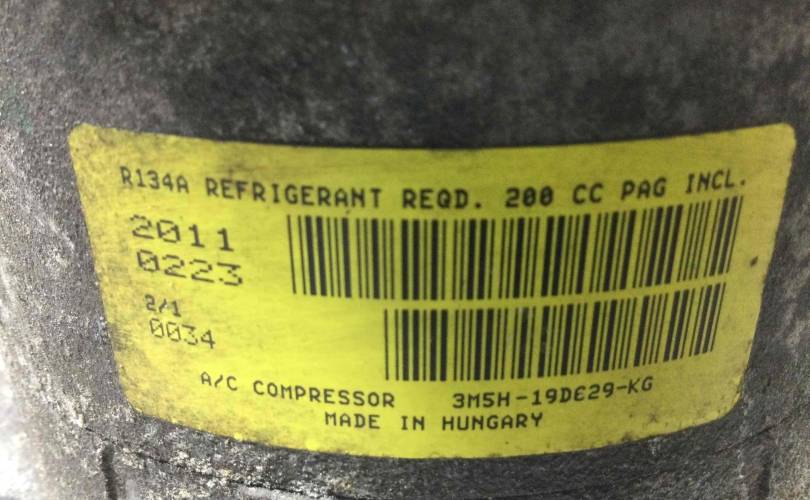 R134A REFRIGERANT REQD. 200 CC PAG INCL.
2011
0223
2/1
0034
A/C COMPRESSOR 3M5H-19D629-KG
MADE IN HUNGARY